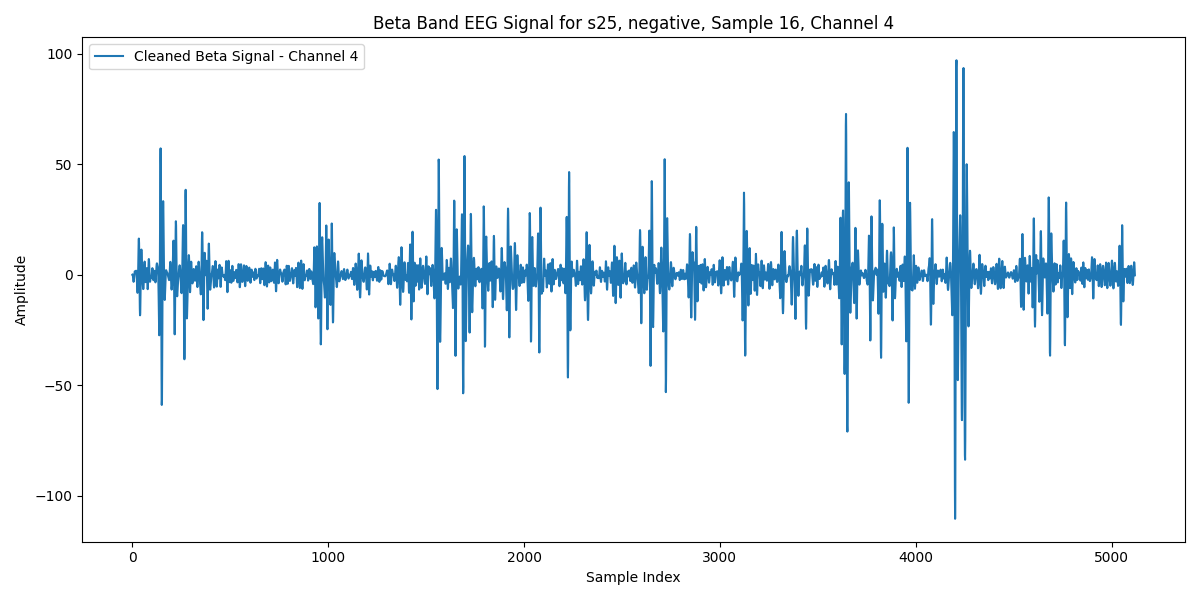 Beta Band EEG Signal for s25, negative, Sample 16, Channel 4
Cleaned Beta Signal - Channel 4
Amplitude
100
50
0
−50
−100
0 1000 2000 3000 4000 5000
Sample Index